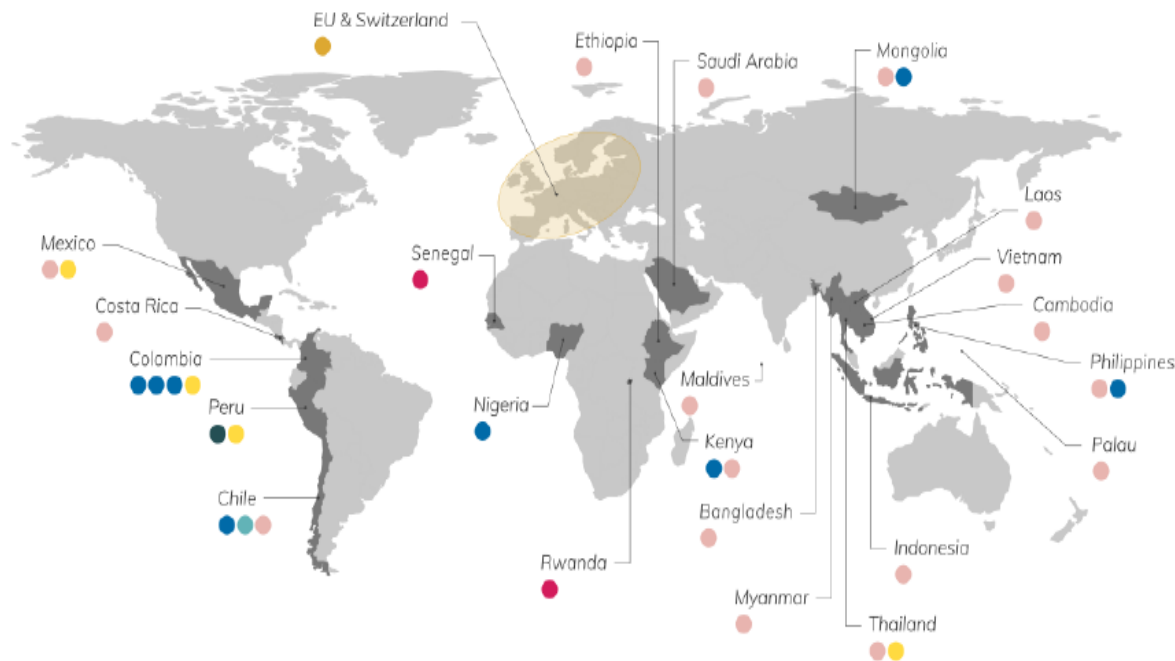 EU & Switzerland
Ethiopia
Saudi Arabia
Mongolia
Laos
Mexico
Senegal
Vietnam
Costa Rica
Cambodia
Colombia
Philippines
Maldives
Peru
Nigeria
Kenya
Palau
Chile
Bangladesh
Indonesia
Rwanda
Myanmar
Thailand